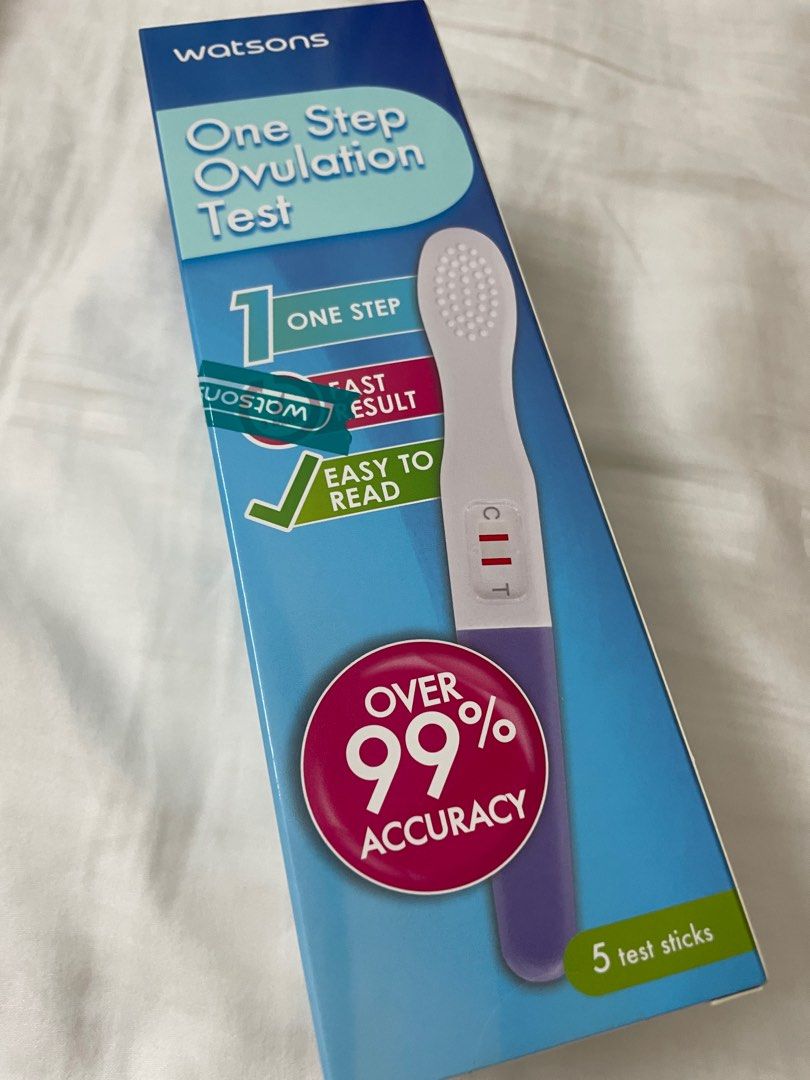 watsons
One Step
Ovulation
Test
1 ONE STEP
FAST
RESULT
watsons
EASY TO
READ
C
T
OVER
99%
ACCURACY
5 test sticks